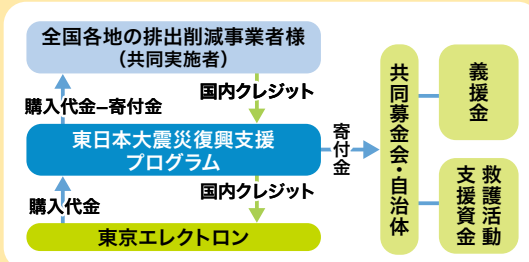 全国各地の排出削減事業者様
（共同実施者）
購入代金−寄付金
国内クレジット
東日本大震災復興支援
プログラム
寄付金
購入代金
国内クレジット
東京エレクトロン
共同募金会・自治体
義援金
救護活動
支援資金